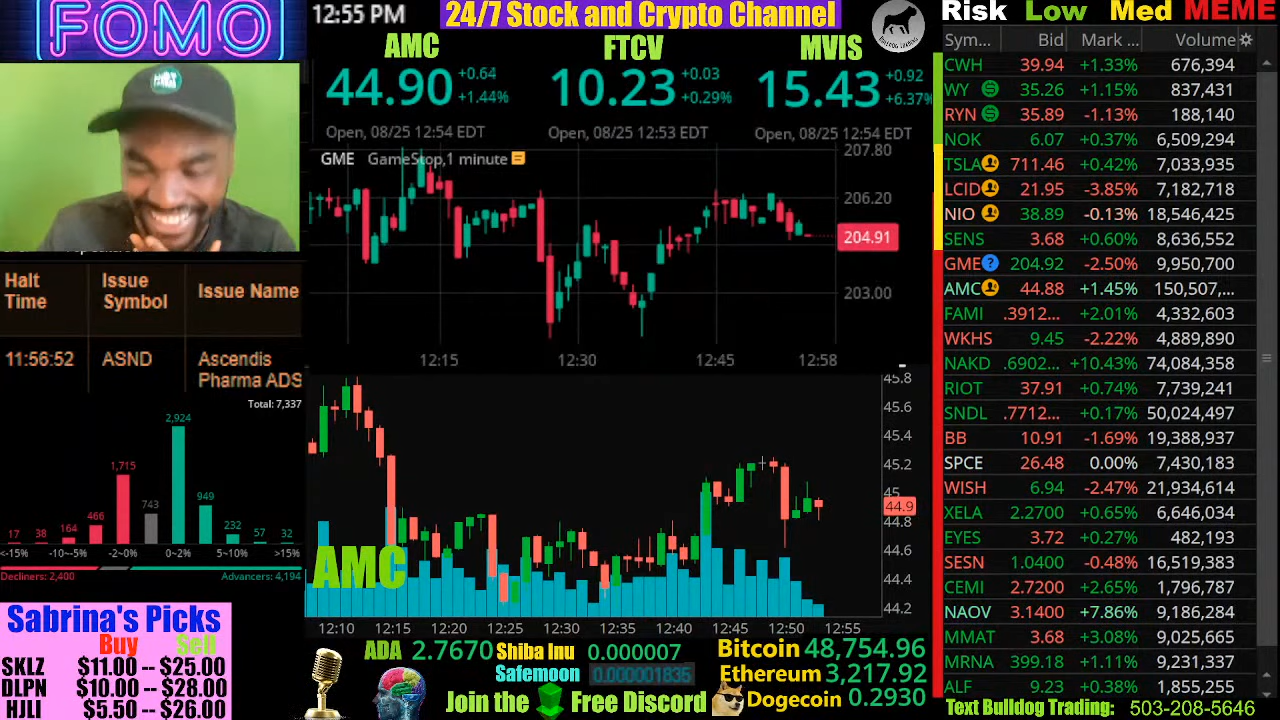 FOMO
12:55 PM
24/7 Stock and Crypto Channel
BULLDOG TRADING
Risk Low Med MEME
AMC FTCV MVIS
44.90 +0.64 +1.44%
10.23 +0.03 +0.29%
15.43 +0.92 +6.37%
Open, 08/25 12:54 EDT
Open, 08/25 12:53 EDT
Open, 08/25 12:54 EDT
GME GameStop,1 minute
207.80
206.20
204.91
203.00
12:15 12:30 12:45 12:58
Halt Time Issue Symbol Issue Name
11:56:52 ASND Ascendis Pharma ADS
Total: 7,337
2,924
1,715
949
743
466
232
164
57
38
32
17
<-15% -10~-5% -2~0% 0~2% 5~10% >15%
Decliners: 2,400 Advancers: 4,194
45.8
45.6
45.4
45.2
45
44.9
44.8
44.6
44.4
44.2
AMC
12:10 12:15 12:20 12:25 12:30 12:35 12:40 12:45 12:50 12:55
Sabrina's Picks
Buy Sell
SKLZ $11.00 -- $25.00
DLPN $10.00 -- $28.00
HJLI $5.50 -- $26.00
ADA 2.7670 Shiba Inu 0.000007
Safemoon 0.000001835
Join the Free Discord
Bitcoin 48,754.96
Ethereum 3,217.92
Dogecoin 0.2930
Sym... Bid Mark ... Volume
CWH 39.94 +1.33% 676,394
WY 35.26 +1.15% 837,431
RYN 35.89 -1.13% 188,140
NOK 6.07 +0.37% 6,509,294
TSLA 711.46 +0.42% 7,033,935
LCID 21.95 -3.85% 7,182,718
NIO 38.89 -0.13% 18,546,425
SENS 3.68 +0.60% 8,636,552
GME 204.92 -2.50% 9,950,700
AMC 44.88 +1.45% 150,507,...
FAMI .3912... +2.01% 4,332,603
WKHS 9.45 -2.22% 4,889,890
NAKD .6902... +10.43% 74,084,358
RIOT 37.91 +0.74% 7,739,241
SNDL .7712... +0.17% 50,024,497
BB 10.91 -1.69% 19,388,937
SPCE 26.48 0.00% 7,430,183
WISH 6.94 -2.47% 21,934,614
XELA 2.2700 +0.65% 6,646,034
EYES 3.72 +0.27% 482,193
SESN 1.0400 -0.48% 16,519,383
CEMI 2.7200 +2.65% 1,796,787
NAOV 3.1400 +7.86% 9,186,284
MMAT 3.68 +3.08% 9,025,665
MRNA 399.18 +1.11% 9,231,337
ALF 9.23 +0.38% 1,855,255
Text Bulldog Trading: 503-208-5646